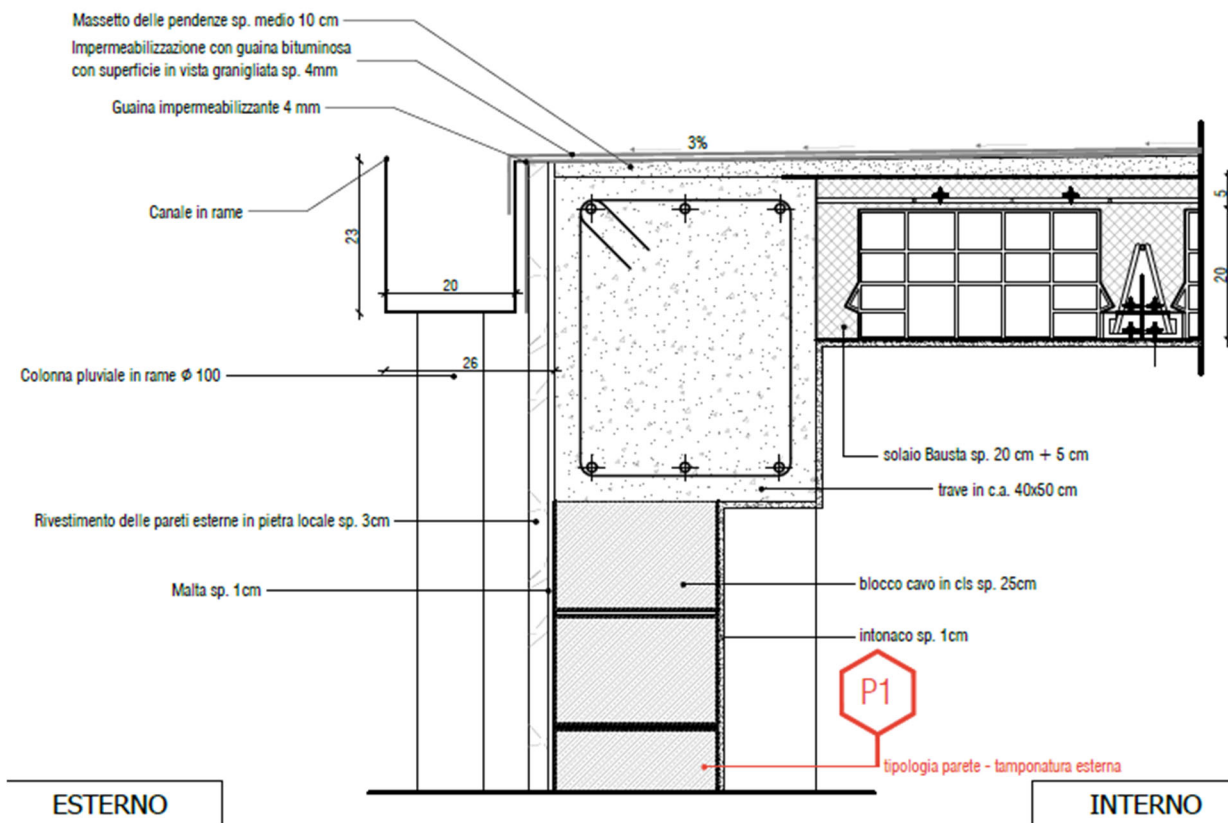 Massetto delle pendenze sp. medio 10 cm
Impermeabilizzazione con guaina bituminosa
con superficie in vista granigliata sp. 4mm
Guaina impermeabilizzante 4 mm
3%
Canale in rame
23
20
5
20
26
Colonna pluviale in rame Φ 100
solaio Bausta sp. 20 cm + 5 cm
trave in c.a. 40x50 cm
Rivestimento delle pareti esterne in pietra locale sp. 3cm
Malta sp. 1cm
blocco cavo in cls sp. 25cm
intonaco sp. 1cm
P1
tipologia parete - tamponatura esterna
ESTERNO
INTERNO